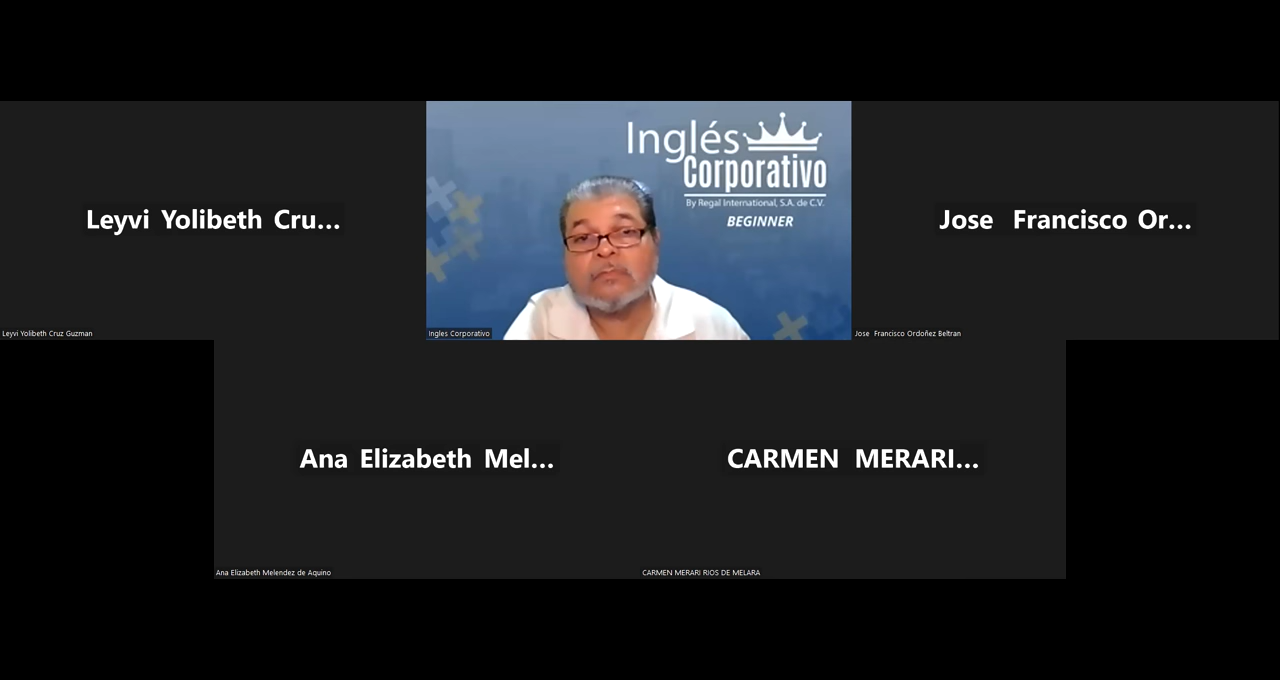 Leyvi Yolibeth Cru...
Leyvi Yolibeth Cruz Guzman
Inglés
Corporativo
By Regal International, S.A. de C.V.
BEGINNER
Ingles Corporativo
Jose Francisco Or...
Jose Francisco Ordoñez Beltran
Ana Elizabeth Mel...
Ana Elizabeth Melendez de Aquino
CARMEN MERARI...
CARMEN MERARI RIOS DE MELARA